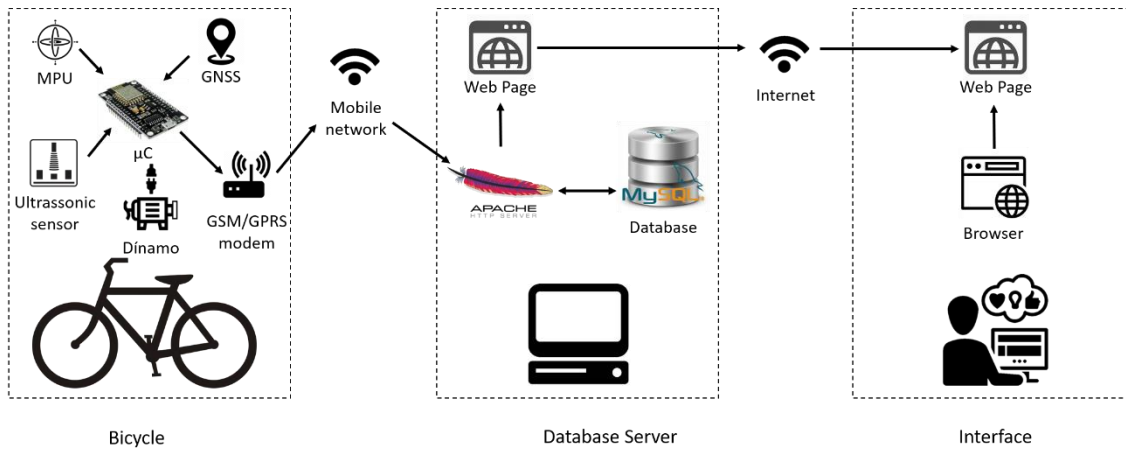 MPU
GNSS
µC
Ultrassonic
sensor
Dínamo
GSM/GPRS
modem
Mobile
network
Web Page
APACHE
HTTP SERVER
MySQL
Database
Internet
Web Page
Browser
Bicycle
Database Server
Interface